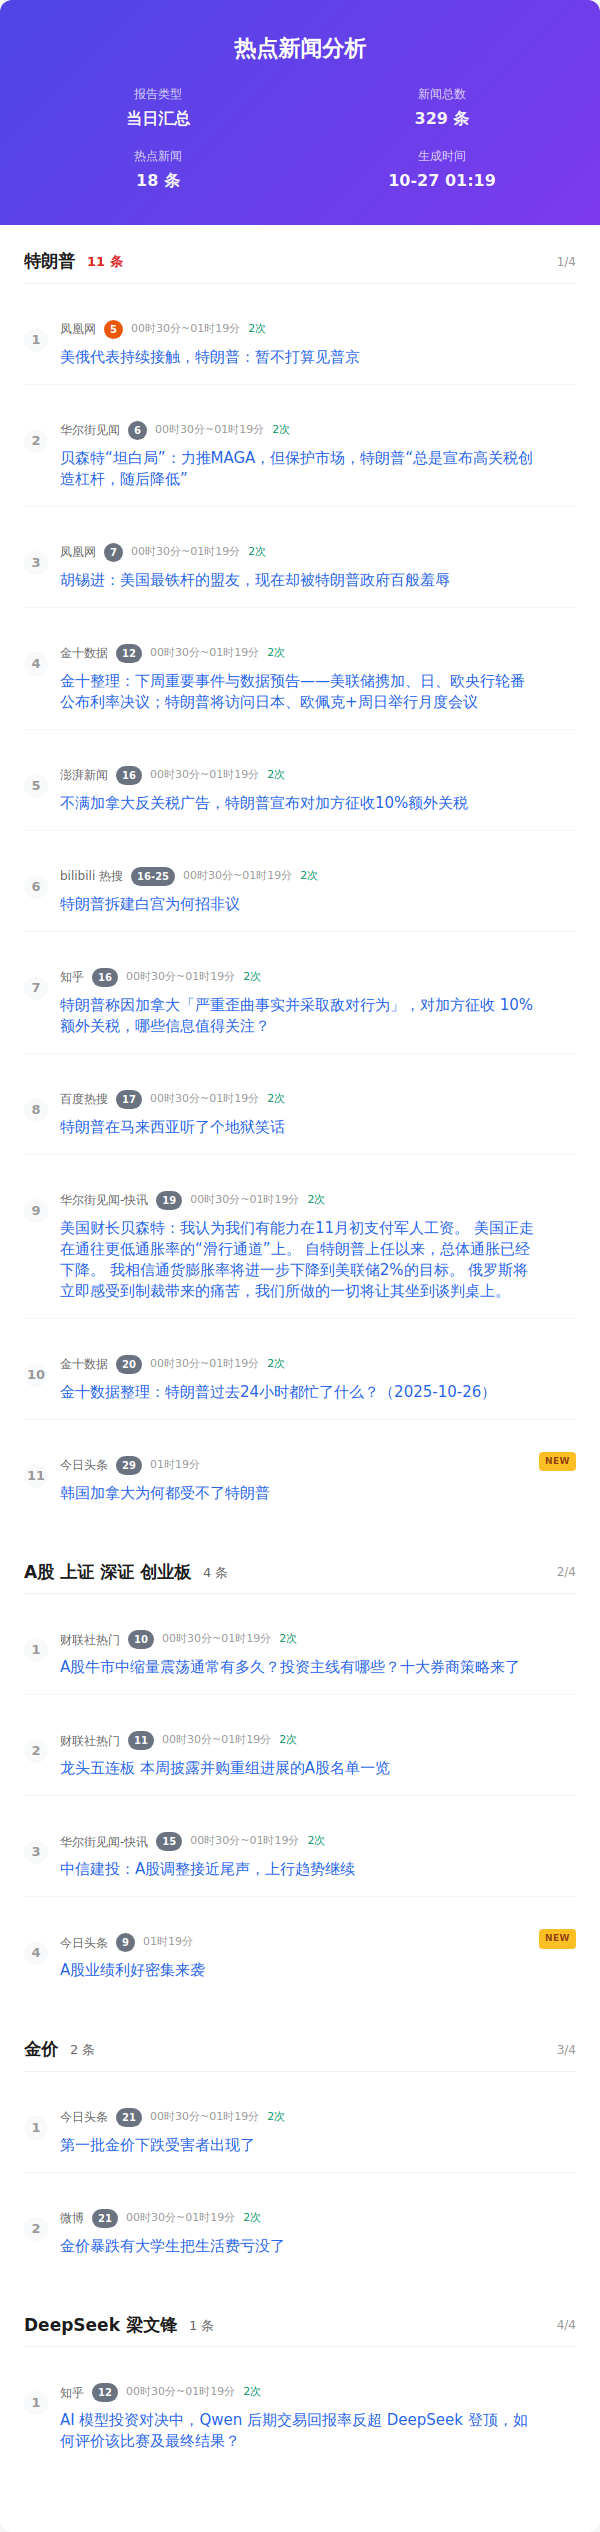 热点新闻分析
报告类型
新闻总数
当日汇总
329 条
热点新闻
生成时间
18 条
10-27 01:19
特朗普 11 条 1/4
1
凤凰网 5 00时30分~01时19分 2次
美俄代表持续接触，特朗普：暂不打算见普京
2
华尔街见闻 6 00时30分~01时19分 2次
贝森特“坦白局”：力推MAGA，但保护市场，特朗普“总是宣布高关税创
造杠杆，随后降低”
3
凤凰网 7 00时30分~01时19分 2次
胡锡进：美国最铁杆的盟友，现在却被特朗普政府百般羞辱
4
金十数据 12 00时30分~01时19分 2次
金十整理：下周重要事件与数据预告——美联储携加、日、欧央行轮番
公布利率决议；特朗普将访问日本、欧佩克+周日举行月度会议
5
澎湃新闻 16 00时30分~01时19分 2次
不满加拿大反关税广告，特朗普宣布对加方征收10%额外关税
6
bilibili 热搜 16-25 00时30分~01时19分 2次
特朗普拆建白宫为何招非议
7
知乎 16 00时30分~01时19分 2次
特朗普称因加拿大「严重歪曲事实并采取敌对行为」，对加方征收 10%
额外关税，哪些信息值得关注？
8
百度热搜 17 00时30分~01时19分 2次
特朗普在马来西亚听了个地狱笑话
9
华尔街见闻-快讯 19 00时30分~01时19分 2次
美国财长贝森特：我认为我们有能力在11月初支付军人工资。 美国正走
在通往更低通胀率的“滑行通道”上。 自特朗普上任以来，总体通胀已经
下降。 我相信通货膨胀率将进一步下降到美联储2%的目标。 俄罗斯将
立即感受到制裁带来的痛苦，我们所做的一切将让其坐到谈判桌上。
10
金十数据 20 00时30分~01时19分 2次
金十数据整理：特朗普过去24小时都忙了什么？（2025-10-26）
11
今日头条 29 01时19分 NEW
韩国加拿大为何都受不了特朗普
A股 上证 深证 创业板 4 条 2/4
1
财联社热门 10 00时30分~01时19分 2次
A股牛市中缩量震荡通常有多久？投资主线有哪些？十大券商策略来了
2
财联社热门 11 00时30分~01时19分 2次
龙头五连板 本周披露并购重组进展的A股名单一览
3
华尔街见闻-快讯 15 00时30分~01时19分 2次
中信建投：A股调整接近尾声，上行趋势继续
4
今日头条 9 01时19分 NEW
A股业绩利好密集来袭
金价 2 条 3/4
1
今日头条 21 00时30分~01时19分 2次
第一批金价下跌受害者出现了
2
微博 21 00时30分~01时19分 2次
金价暴跌有大学生把生活费亏没了
DeepSeek 梁文锋 1 条 4/4
1
知乎 12 00时30分~01时19分 2次
AI 模型投资对决中，Qwen 后期交易回报率反超 DeepSeek 登顶，如
何评价该比赛及最终结果？